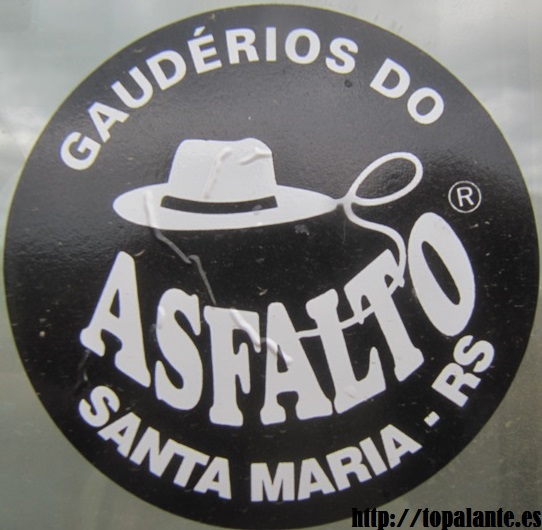 GAUDÉRIOS DO
®
ASFALTO
SANTA MARIA - RS
http://topalante.es